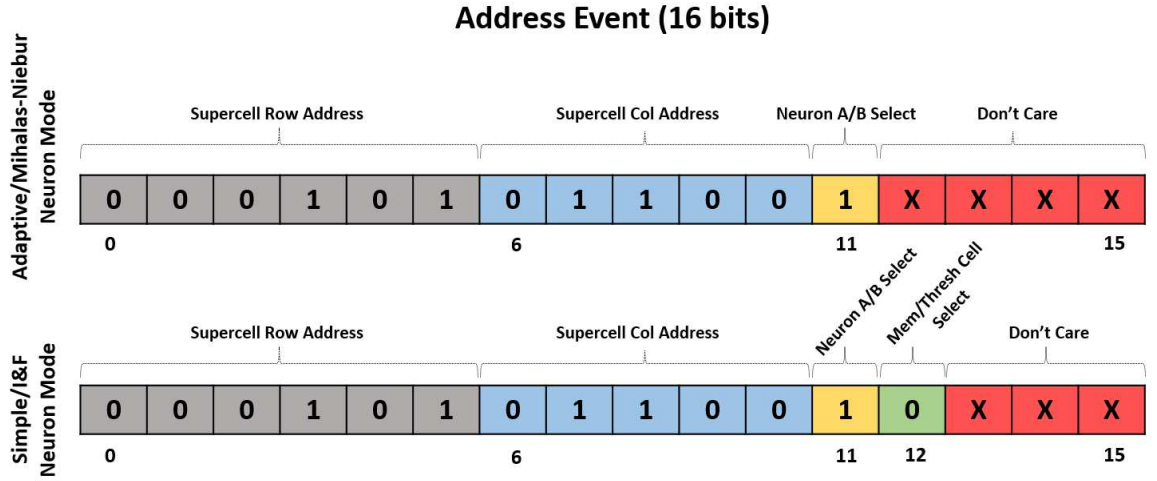 Address Event (16 bits)
Adaptive/Mihalas-Niebur
Neuron Mode
Supercell Row Address
Supercell Col Address
Neuron A/B Select
Don't Care
0 0 0 1 0 1 0 1 1 0 0 1 X X X X
0 6 11 15
Simple/I&F
Neuron Mode
Supercell Row Address
Supercell Col Address
Neuron A/B Select
Mem/Thresh Cell
Select
Don't Care
0 0 0 1 0 1 0 1 1 0 0 1 0 X X X
0 6 11 12 15